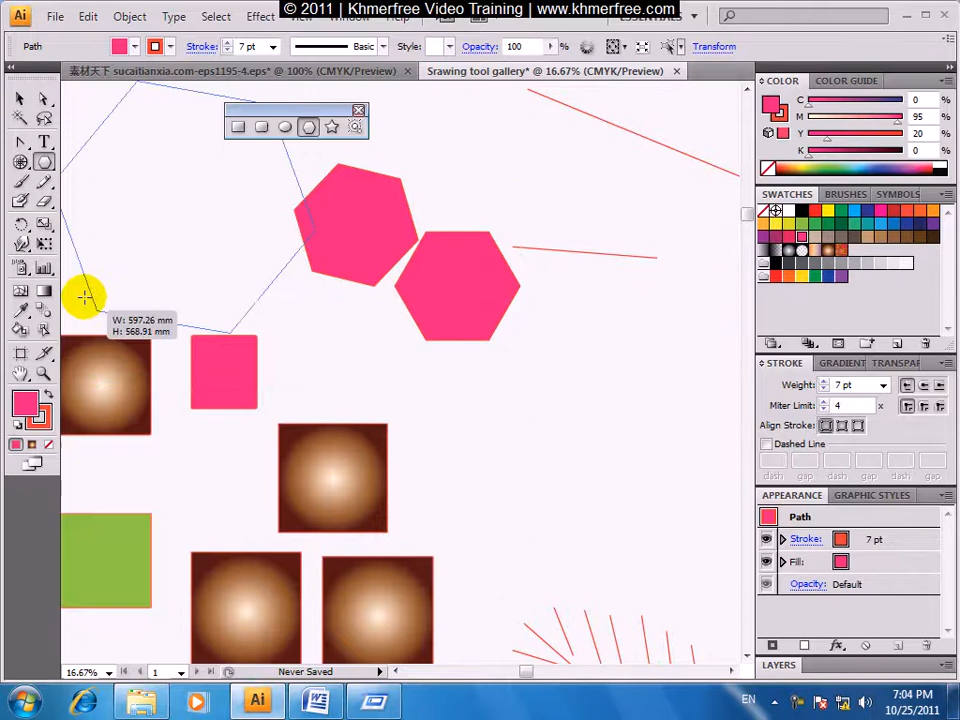 © 2011 | Khmerfree Video Training | www.khmerfree.com
Ai File Edit Object Type Select Effect
Path Stroke: 7 pt Basic Style: Opacity: 100 % Transform
素材天下 sucaitianxia.com-eps1195-4.eps* @ 100% (CMYK/Preview) Srawing tool gallery* @ 16.67% (CMYK/Preview)
COLOR COLOR GUIDE
C 0 %
M 95 %
Y 20 %
K 0 %
SWATCHES BRUSHES SYMBOLS
W: 597.26 mm
H: 568.91 mm
STROKE GRADIENT TRANSPAR
Weight: 7 pt
Miter Limit: 4 x
Align Stroke:
Dashed Line
dash gap dash gap dash gap
APPEARANCE GRAPHIC STYLES
Path
Stroke: 7 pt
Fill:
Opacity: Default
fx
LAYERS
16.67% 1 Never Saved
Ai EN 7:04 PM
10/25/2011